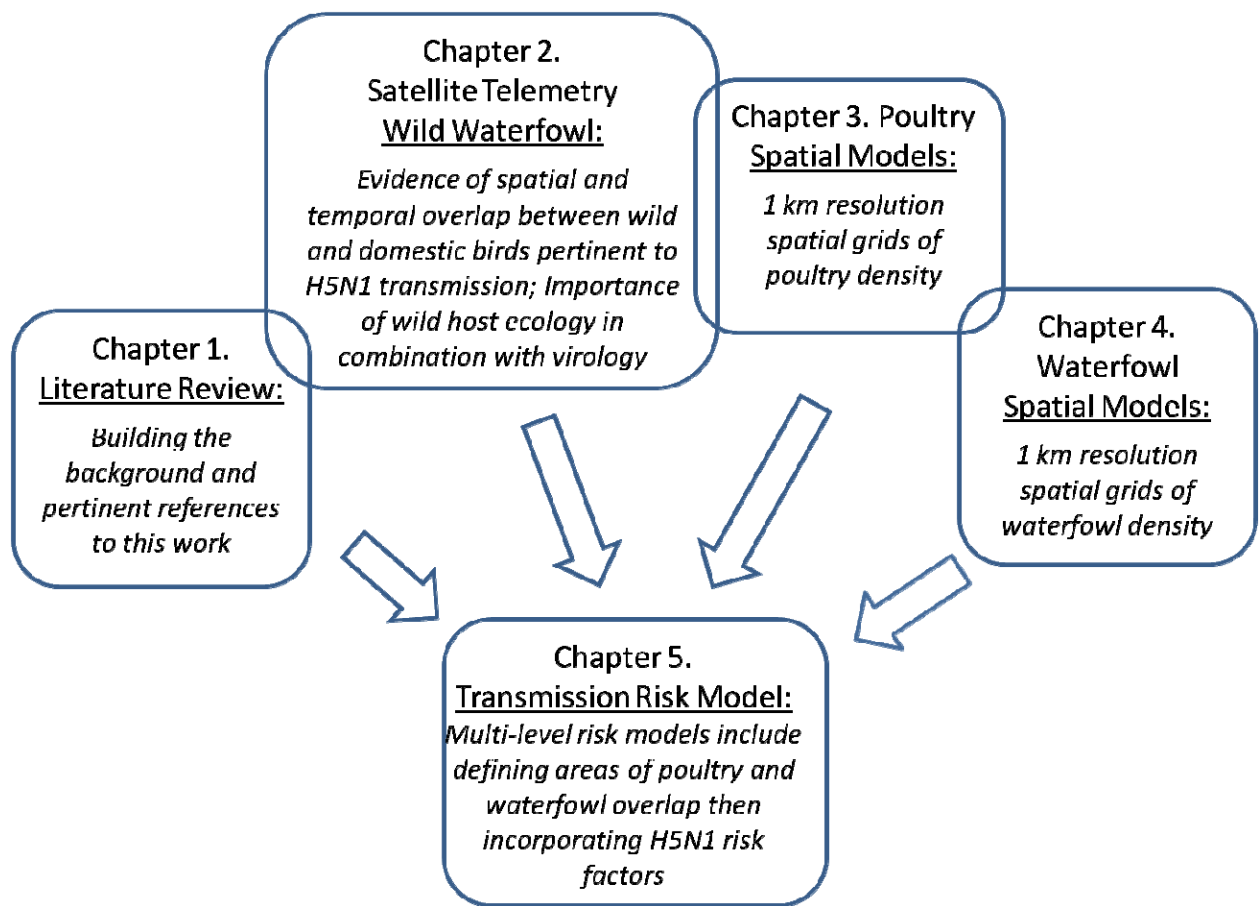 Chapter 2.
Satellite Telemetry
Wild Waterfowl:
Evidence of spatial and
temporal overlap between wild
and domestic birds pertinent to
H5N1 transmission; Importance
of wild host ecology in
combination with virology
Chapter 3. Poultry
Spatial Models:
1 km resolution
spatial grids of
poultry density
Chapter 1.
Literature Review:
Building the
background and
pertinent references
to this work
Chapter 4.
Waterfowl
Spatial Models:
1 km resolution
spatial grids of
waterfowl density
Chapter 5.
Transmission Risk Model:
Multi-level risk models include
defining areas of poultry and
waterfowl overlap then
incorporating H5N1 risk
factors